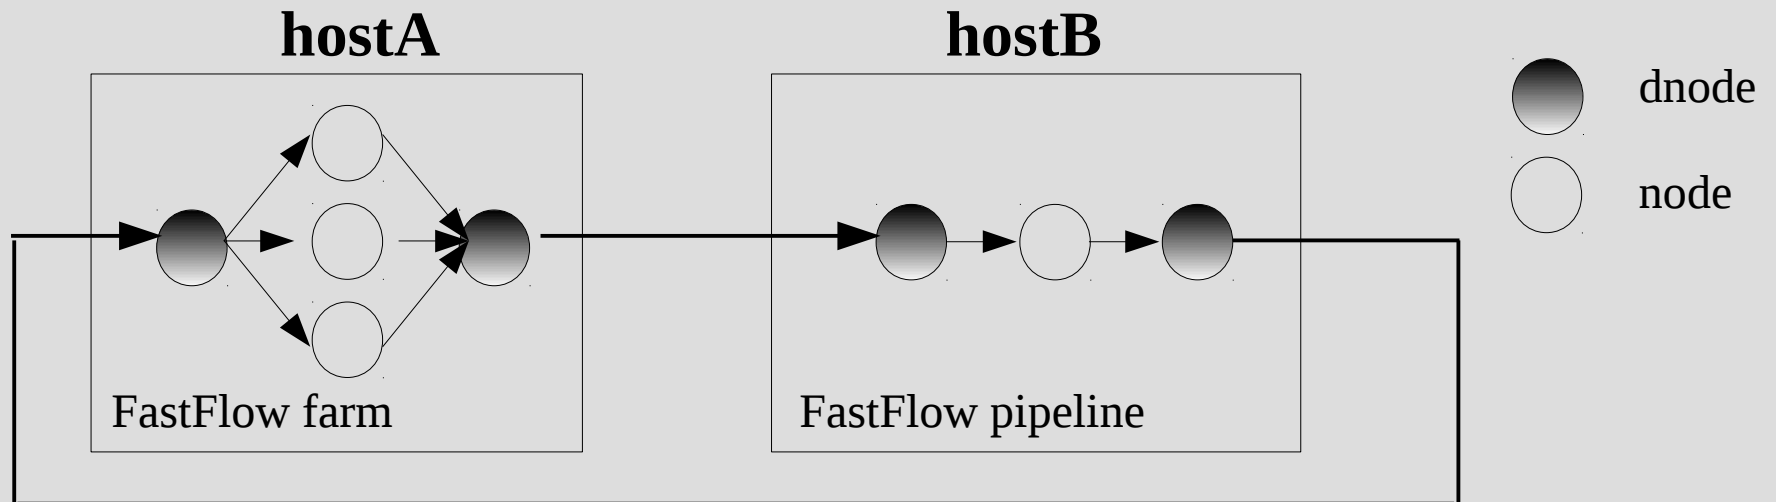 hostA
hostB
dnode
node
FastFlow farm
FastFlow pipeline